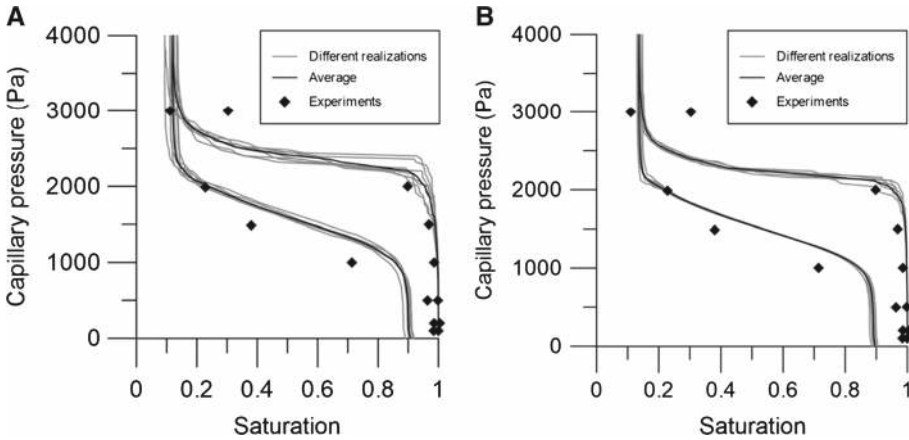 A
4000
3000
2000
1000
0
Capillary pressure (Pa)
Different realizations
Average
Experiments
0 0.2 0.4 0.6 0.8 1
Saturation
B
4000
3000
2000
1000
0
Capillary pressure (Pa)
Different realizations
Average
Experiments
0 0.2 0.4 0.6 0.8 1
Saturation